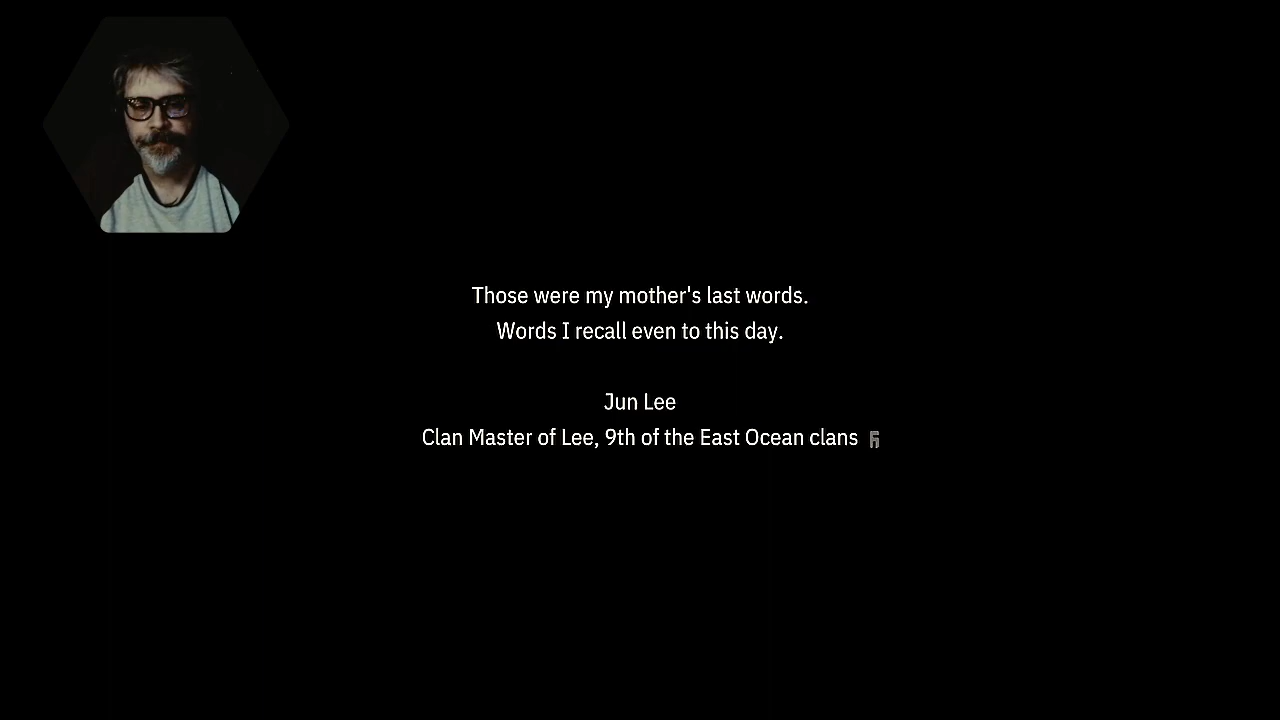 Those were my mother's last words.
Words I recall even to this day.
Jun Lee
Clan Master of Lee, 9th of the East Ocean clans